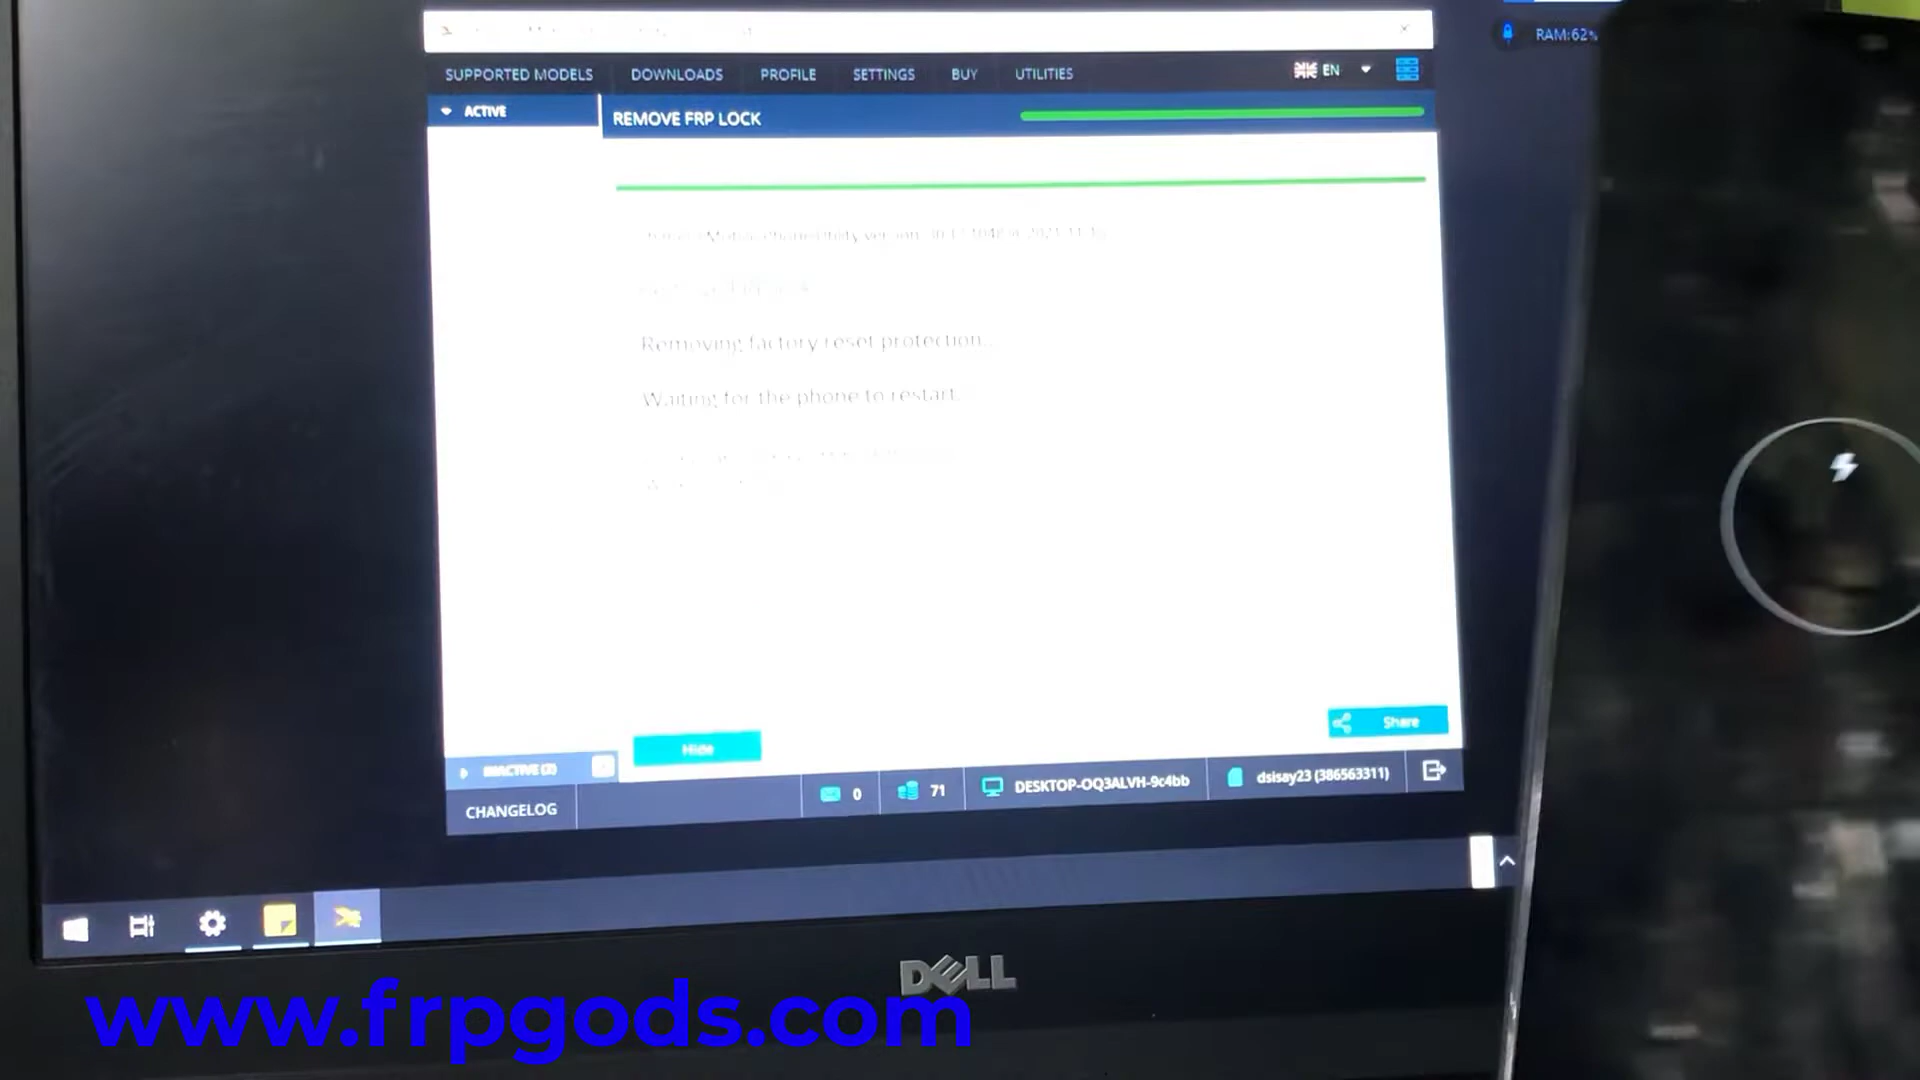 RAM:62%
SUPPORTED MODELS DOWNLOADS PROFILE SETTINGS BUY UTILITIES EN
ACTIVE
REMOVE FRP LOCK
Removing factory reset protection...
Waiting for the phone to restart...
Share
Hide
INACTIVE (2)
0 71 DESKTOP-OQ3ALVH-9c4bb dsisay23 (386563311)
CHANGELOG
DELL
www.frpgods.com